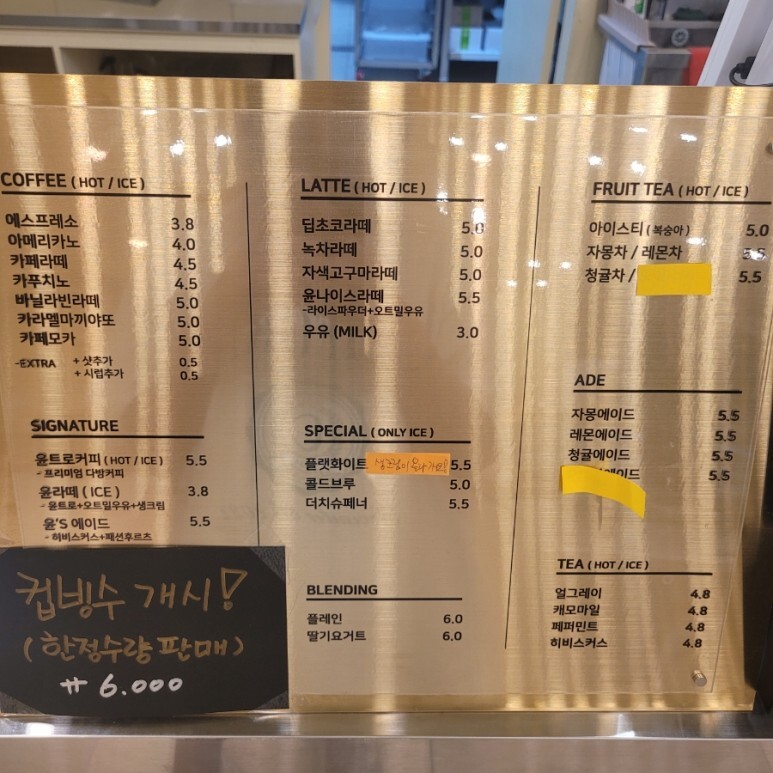 COFFEE ( HOT / ICE )
에스프레소 3.8
아메리카노 4.0
카페라떼 4.5
카푸치노 4.5
바닐라빈라떼 5.0
카라멜마끼야또 5.0
카페모카 5.0
-EXTRA + 샷추가 0.5
+ 시럽추가 0.5
SIGNATURE
윤트로커피 ( HOT / ICE ) 5.5
- 프리미엄 다방커피
윤라떼 ( ICE ) 3.8
- 윤트로+오트밀우유+생크림
윤'S 에이드 5.5
- 히비스커스+패션후르츠
컵빙수 개시!
( 한정수량 판매 )
₩ 6.000
LATTE ( HOT / ICE )
딥초코라떼 5.0
녹차라떼 5.0
자색고구마라떼 5.0
윤나이스라떼 5.5
-라이스파우더+오트밀우유
우유 (MILK) 3.0
SPECIAL ( ONLY ICE )
플랫화이트 생크림이 올라가요! 5.5
콜드브루 5.0
더치슈페너 5.5
BLENDING
플레인 6.0
딸기요거트 6.0
FRUIT TEA ( HOT / ICE )
아이스티 ( 복숭아 ) 5.0
자몽차 / 레몬차 5.5
청귤차 / 5.5
ADE
자몽에이드 5.5
레몬에이드 5.5
청귤에이드 5.5
에이드 5.5
TEA ( HOT / ICE )
얼그레이 4.8
캐모마일 4.8
페퍼민트 4.8
히비스커스 4.8